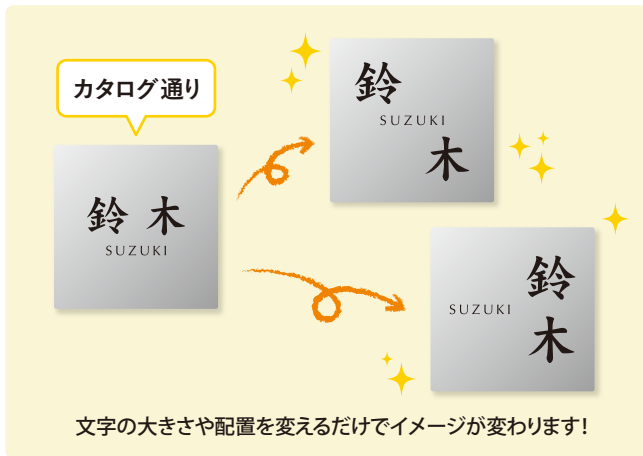 カタログ通り
鈴 木
SUZUKI
鈴
SUZUKI
木
鈴
木
SUZUKI
文字の大きさや配置を変えるだけでイメージが変わります!